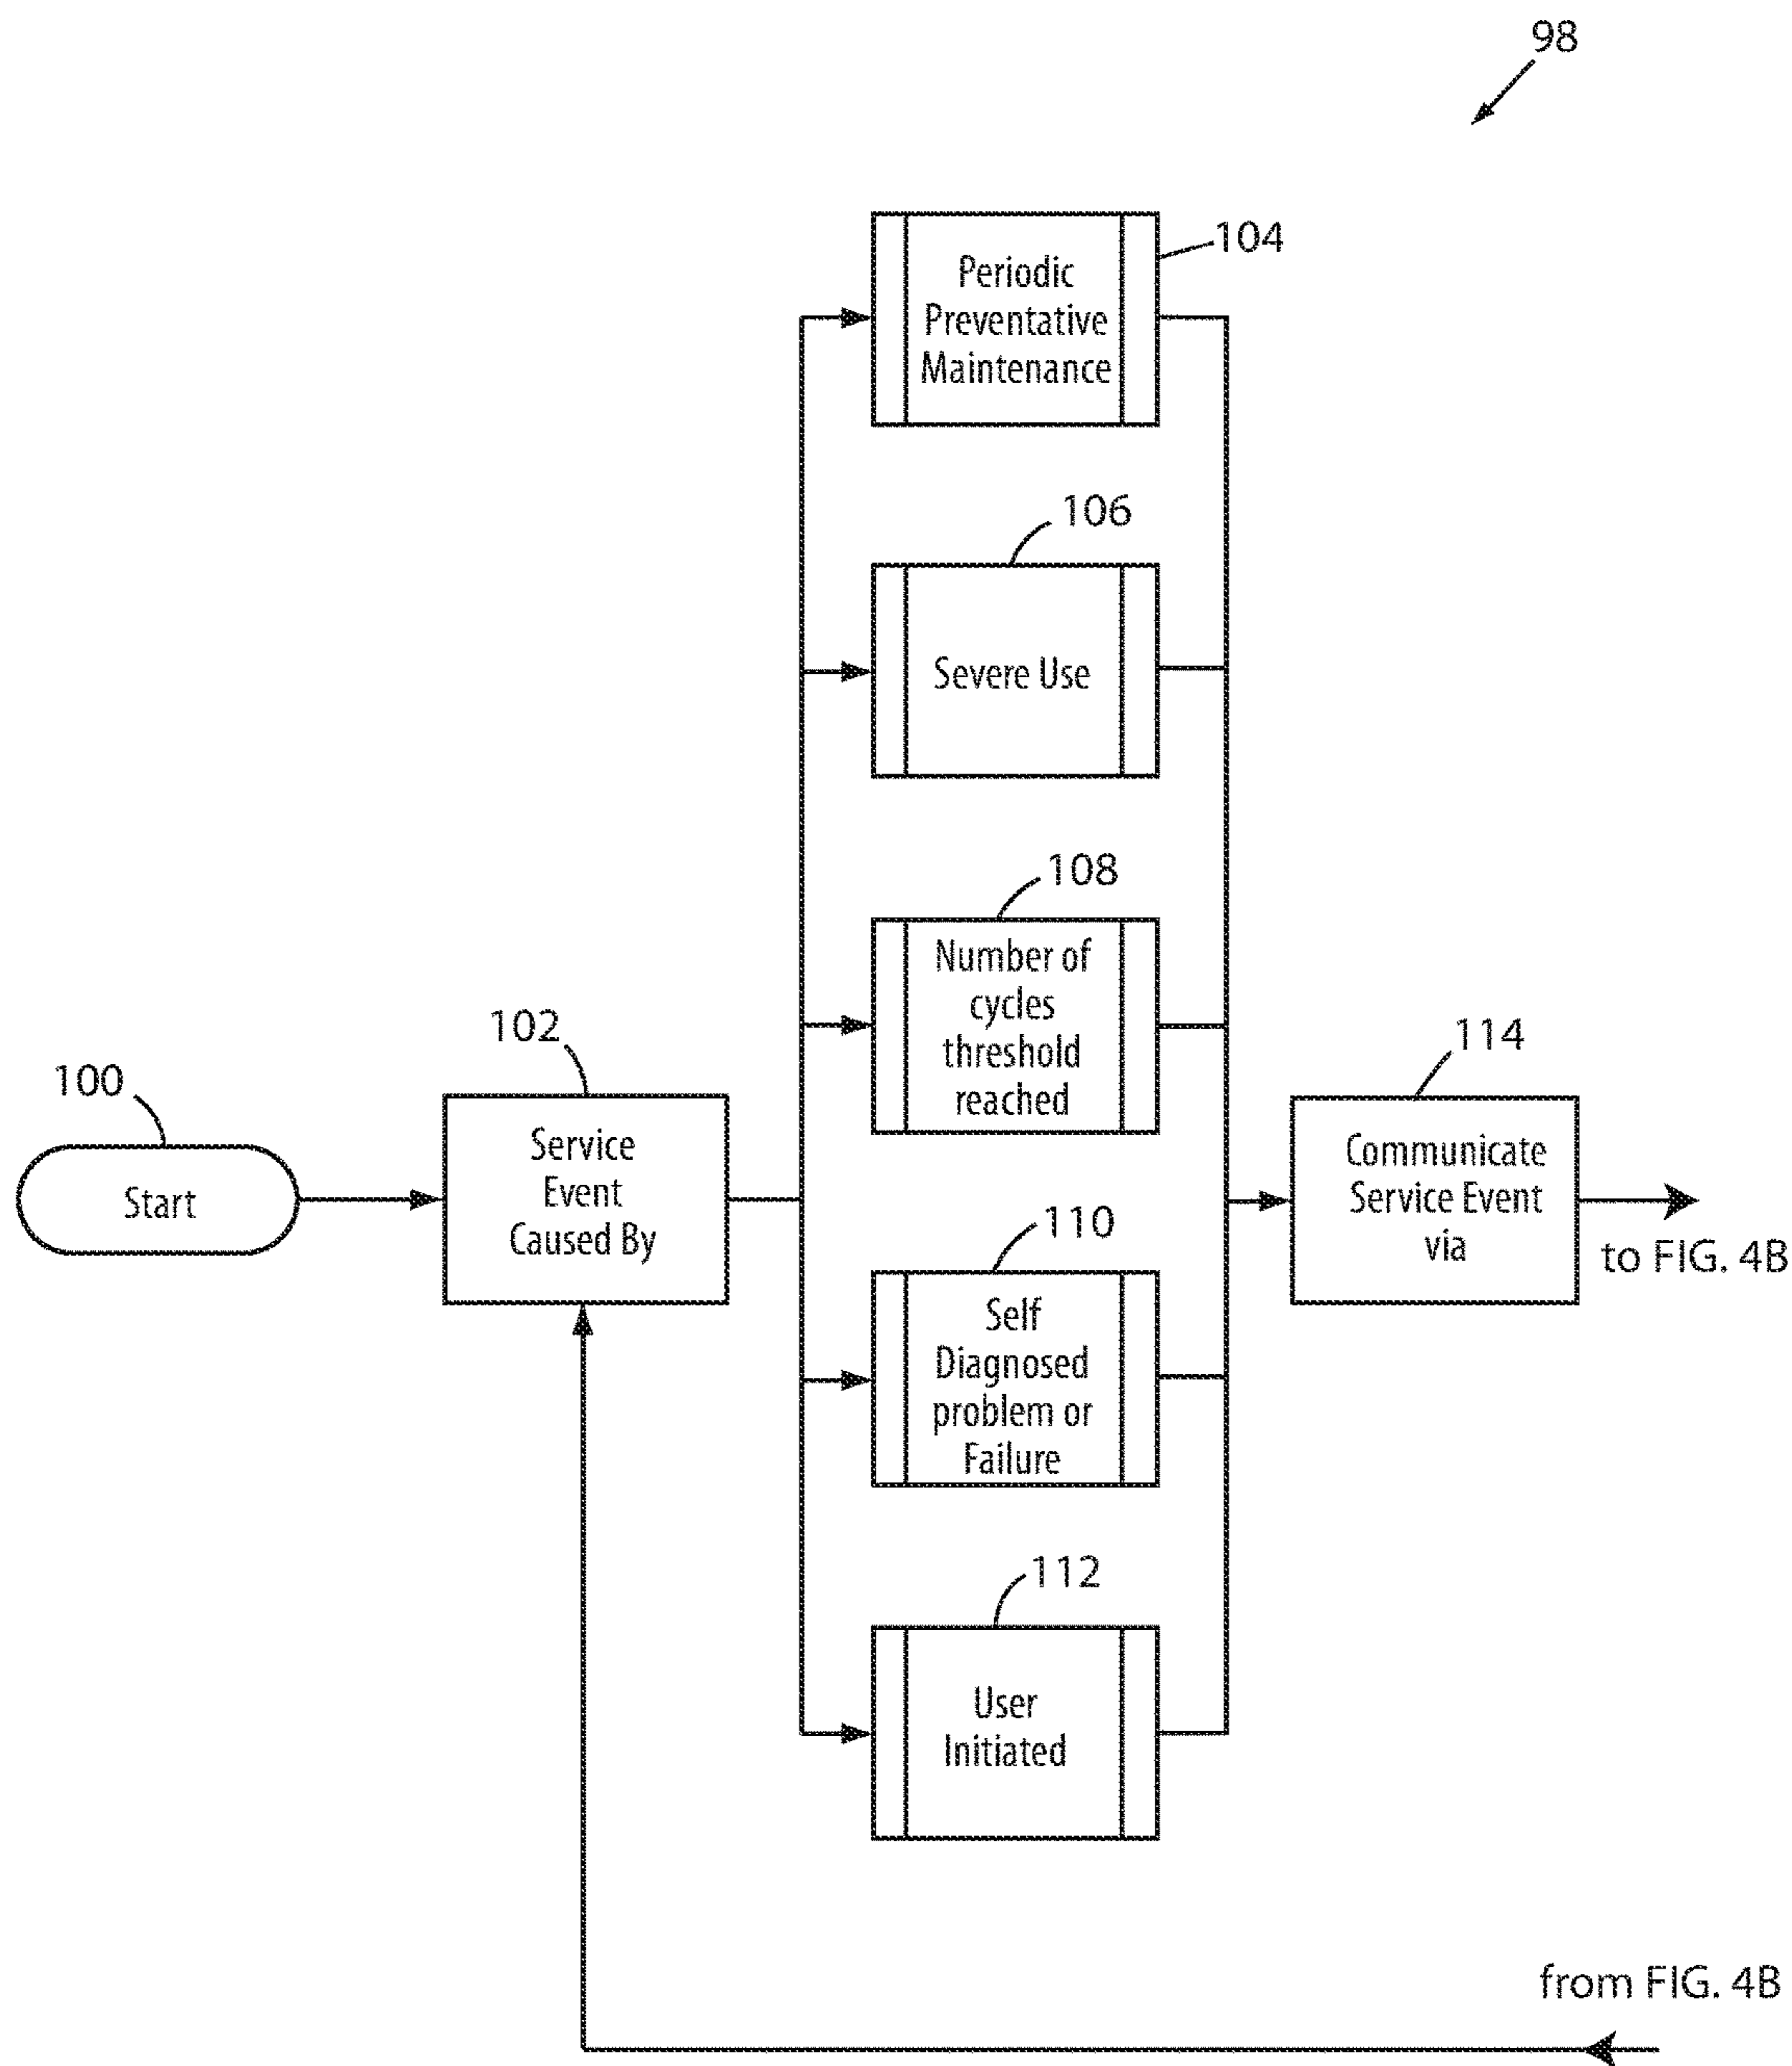 98
104
Periodic
Preventative
Maintenance
106
Severe Use
108
Number of
cycles
threshold
reached
102
Service
Event
Caused By
100
Start
114
Communicate
Service Event
via
to FIG. 4B
110
Self
Diagnosed
problem or
Failure
112
User
Initiated
from FIG. 4B